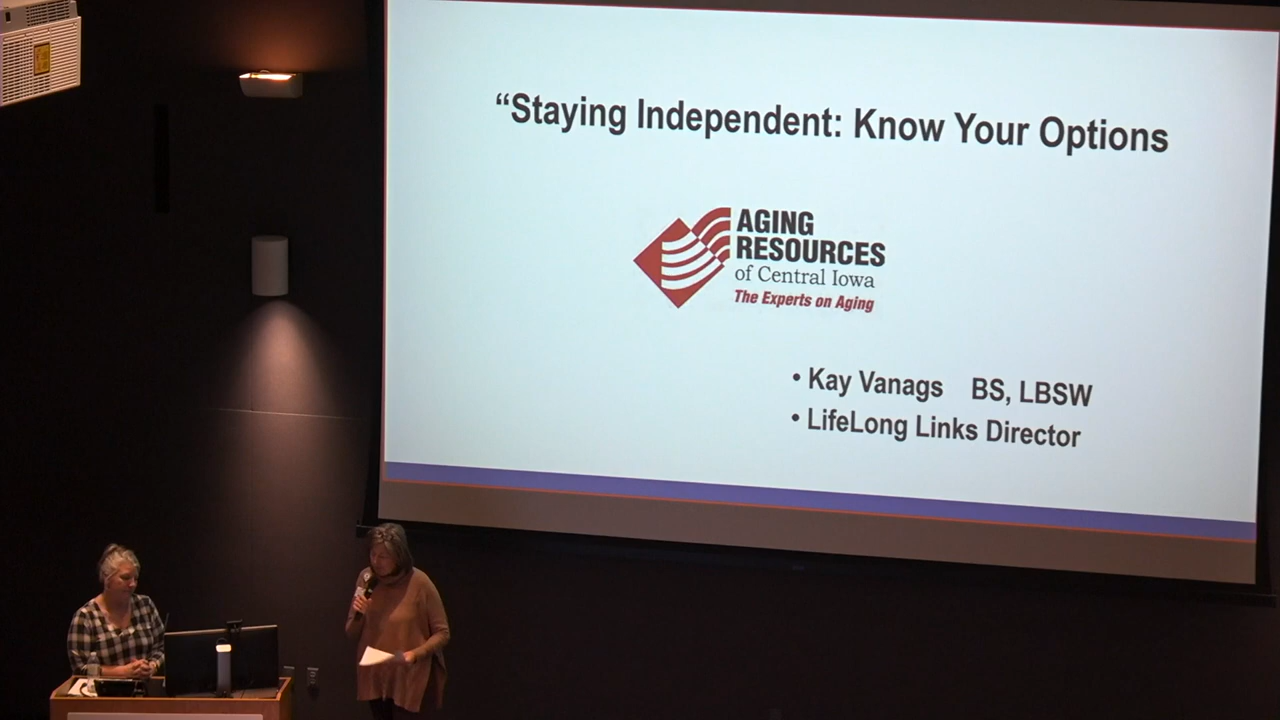 “Staying Independent: Know Your Options
AGING
RESOURCES
of Central Iowa
The Experts on Aging
• Kay Vanags BS, LBSW
• LifeLong Links Director